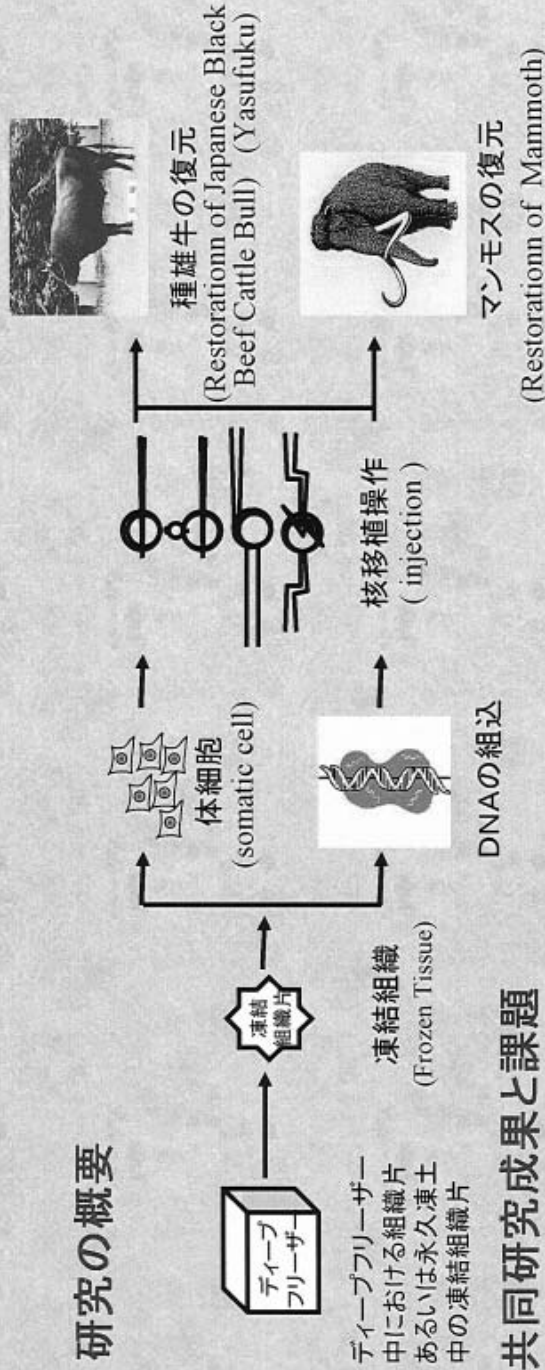 研究の概要
ディープ
フリーザー
ディープフリーザー
中における組織片
あるいは永久凍土
中の凍結組織片
凍結
組織片
凍結組織
(Frozen Tissue)
体細胞
(somatic cell)
DNAの組込
核移植操作
( injection )
種雄牛の復元
(Restorationn of Japanese Black
Beef Cattle Bull) (Yasufuku)
マンモスの復元
(Restorationn of Mammoth)
共同研究成果と課題